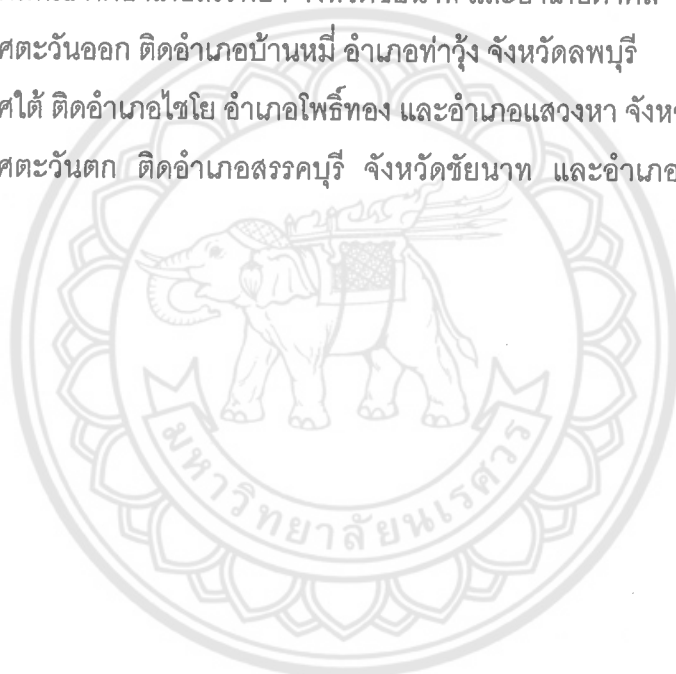 ศตะวันออก ติดอำเภอบ้านหมี่ อำเภอท่าวุ้ง จังหวัดลพบุรี
ศใต้ ติดอำเภอไชโย อำเภอโพธิ์ทอง และอำเภอแสวงหา จังห
ศตะวันตก ติดอำเภอสรรคบุรี จังหวัดชัยนาท และอำเภอ
มหาวิทยาลัยนเรศวร